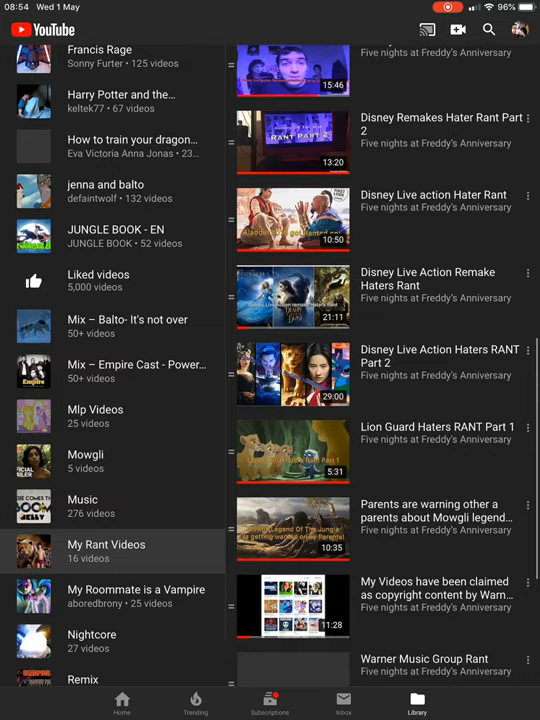 08:54 Wed 1 May
96%
YouTube
Francis Rage
Sonny Furter • 125 videos
Harry Potter and the…
keltek77 • 67 videos
How to train your dragon…
Eva Victoria Anna Jonas • 23…
jenna and balto
defaintwolf • 132 videos
JUNGLE BOOK - EN
JUNGLE BOOK • 52 videos
Liked videos
5,000 videos
Mix – Balto- It's not over
50+ videos
Mix – Empire Cast - Power…
50+ videos
Mlp Videos
25 videos
Mowgli
5 videos
Music
276 videos
My Rant Videos
16 videos
My Roommate is a Vampire
aboredbrony • 25 videos
Nightcore
27 videos
Remix
Five nights at Freddy's Anniversary
15:46
Disney Remakes Hater Rant Part 2
Five nights at Freddy's Anniversary
RANT PART 2
13:20
Disney Live action Hater Rant
Five nights at Freddy's Anniversary
10:50
Disney Live Action Remake
Haters Rant
Five nights at Freddy's Anniversary
21:11
Disney Live Action Haters RANT
Part 2
Five nights at Freddy's Anniversary
29:00
Lion Guard Haters RANT Part 1
Five nights at Freddy's Anniversary
5:31
Parents are warning other a
parents about Mowgli legend…
Five nights at Freddy's Anniversary
10:35
My Videos have been claimed
as copyright content by Warn…
Five nights at Freddy's Anniversary
11:28
Warner Music Group Rant
Five nights at Freddy's Anniversary
Home
Trending
Subscriptions
Inbox
Library